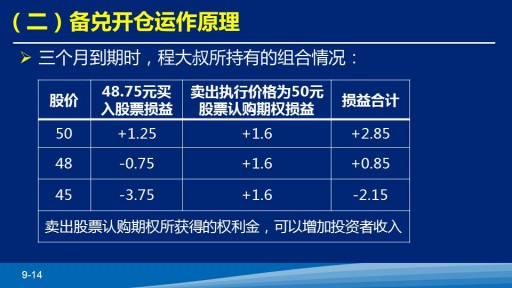 （二）备兑开仓运作原理
三个月到期时，程大叔所持有的组合情况：
股价 48.75元买入股票损益 卖出执行价格为50元股票认购期权损益 损益合计
50 +1.25 +1.6 +2.85
48 -0.75 +1.6 +0.85
45 -3.75 +1.6 -2.15
卖出股票认购期权所获得的权利金，可以增加投资者收入
9-14